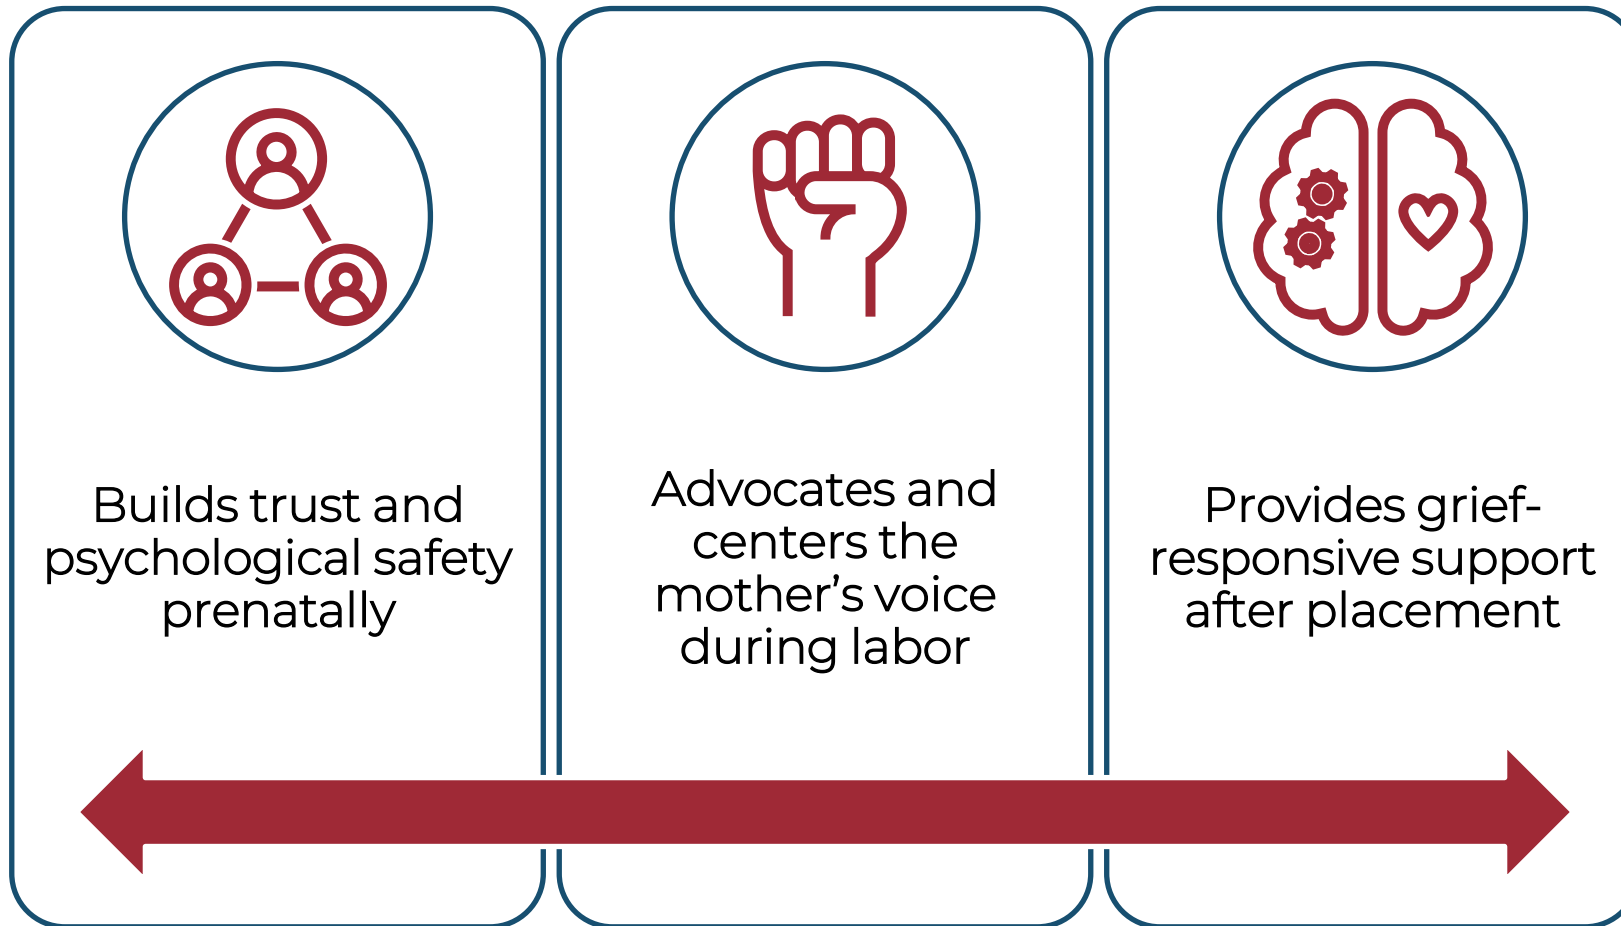 Builds trust and
psychological safety
prenatally
Advocates and
centers the
mother's voice
during labor
Provides grief-
responsive support
after placement